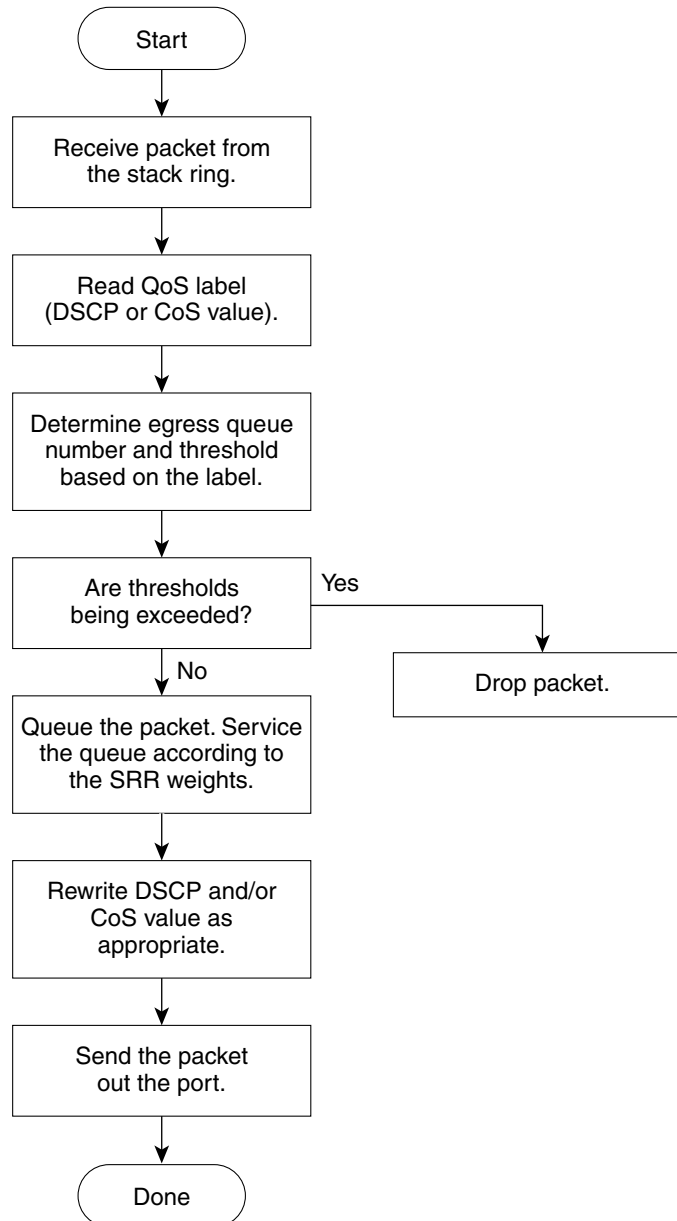 Start
Receive packet from
the stack ring.
Read QoS label
(DSCP or CoS value).
Determine egress queue
number and threshold
based on the label.
Are thresholds
being exceeded?
Yes
Drop packet.
No
Queue the packet. Service
the queue according to
the SRR weights.
Rewrite DSCP and/or
CoS value as
appropriate.
Send the packet
out the port.
Done